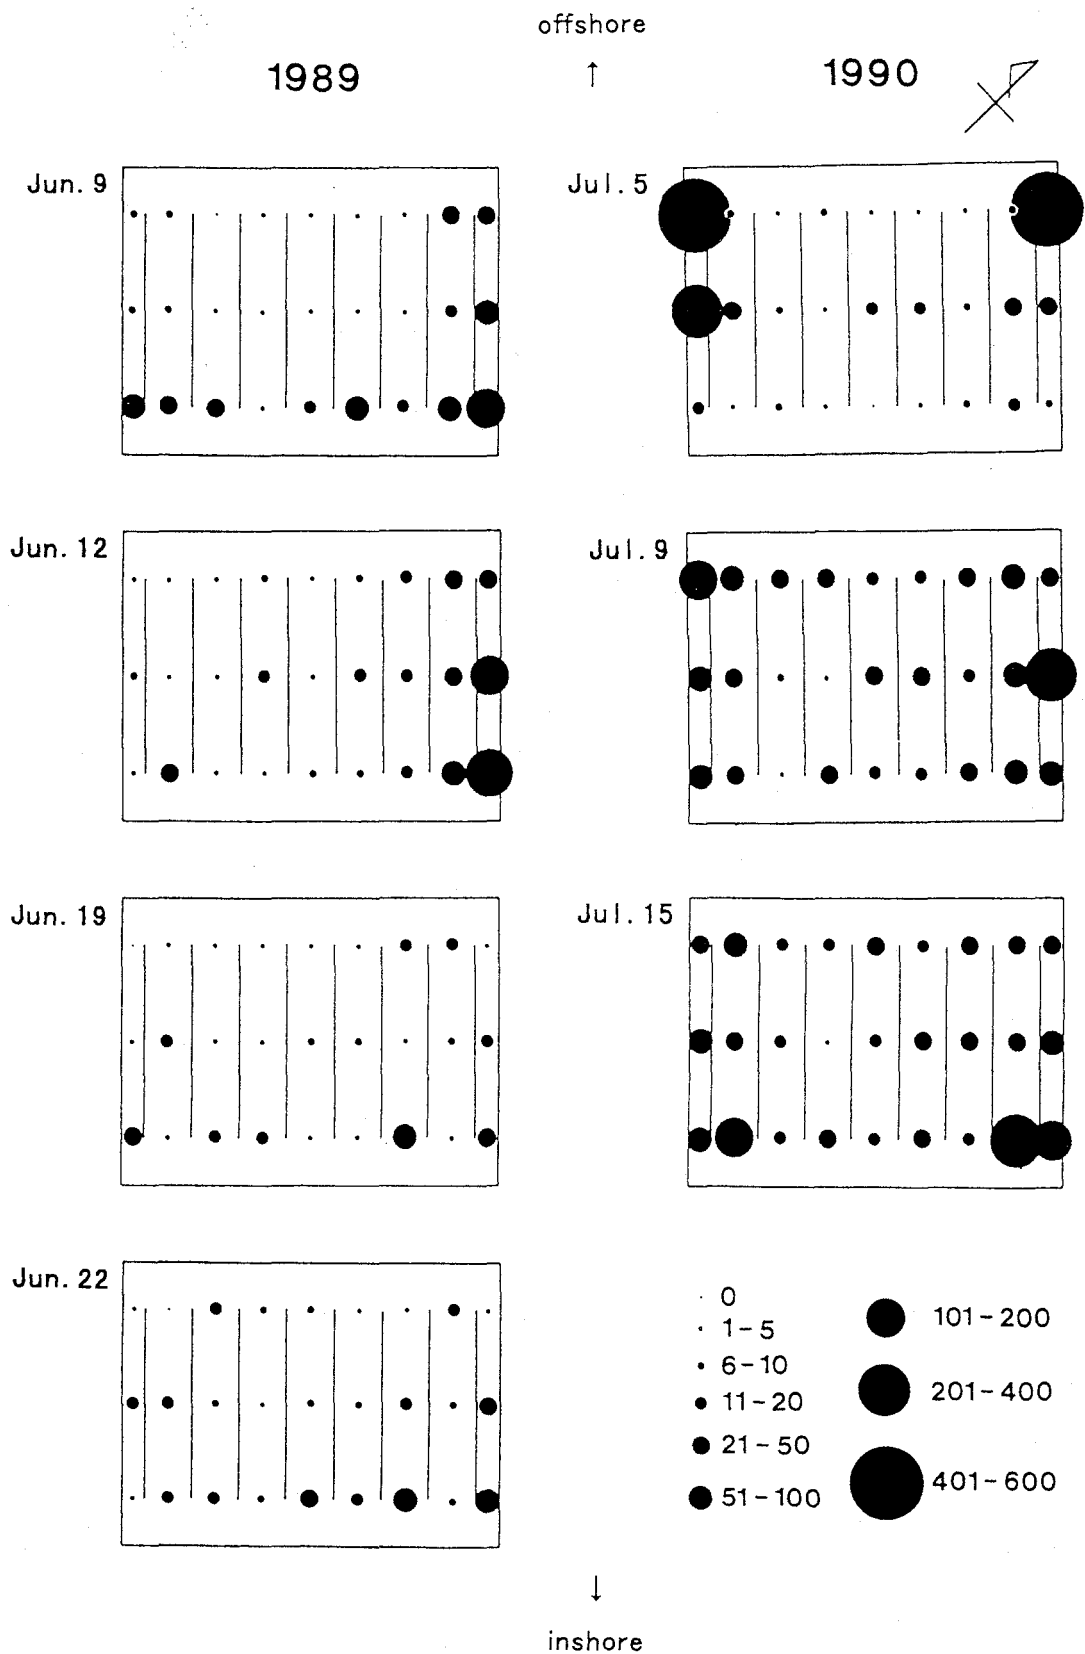 offshore
↑
1989
1990
Jun. 9
Jul. 5
Jun. 12
Jul. 9
Jun. 19
Jul. 15
Jun. 22
0
1-5
6-10
11-20
21-50
51-100
101-200
201-400
401-600
↓
inshore